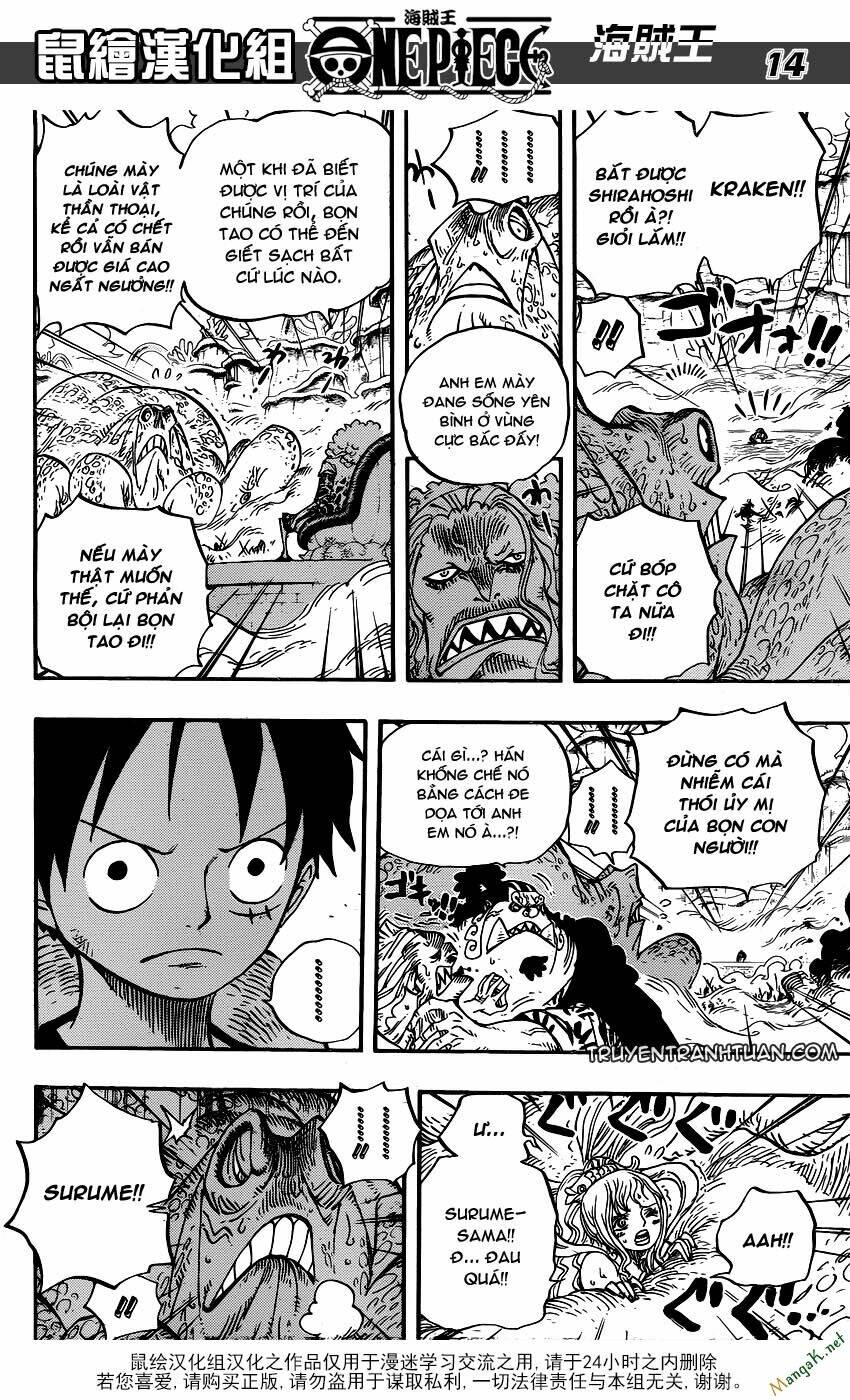 海賊王
鼠繪漢化組
ONE PIECE
海賊王
14
KRAKEN!!
BẮT ĐƯỢC
SHIRAHOSHI
RỒI À?!
GIỎI LẮM!!
!!
ゴオオォ!!
CỨ BÓP
CHẶT CÔ
TA NỮA
ĐI!!
!!
ANH EM MÀY
ĐANG SỐNG YÊN
BÌNH Ở VÙNG
CỰC BẮC ĐẤY!
MỘT KHI ĐÃ BIẾT
ĐƯỢC VỊ TRÍ CỦA
CHÚNG RỒI, BỌN
TAO CÓ THỂ ĐẾN
GIẾT SẠCH BẤT
CỨ LÚC NÀO.
CHÚNG MÀY
LÀ LOÀI VẬT
THẦN THOẠI,
KỂ CẢ CÓ CHẾT
RỒI VẪN BÁN
ĐƯỢC GIÁ CAO
NGẤT NGƯỞNG!!
NẾU MÀY
THẬT MUỐN
THẾ, CỨ PHẢN
BỘI LẠI BỌN
TAO ĐI!!
ĐỪNG CÓ MÀ
NHIỄM CÁI
THÓI ỦY MỊ
CỦA BỌN CON
NGƯỜI!!
!!
CÁI GÌ...? HẮN
KHỐNG CHẾ NÓ
BẰNG CÁCH ĐE
DỌA TỚI ANH
EM NÓ À...?!
ゴオォ!!
TRUYENTRANHTUAN.COM
AAH!!
Ư...
SURUME-
SAMA!!
Đ... ĐAU
QUÁ!!
!!
SURUME!!
!!
鼠绘汉化组汉化之作品仅用于漫迷学习交流之用, 请于24小时之内删除
若您喜爱, 请购买正版, 请勿用于谋取私利, 一切法律责任与本组无关, 谢谢。
MangaK.net